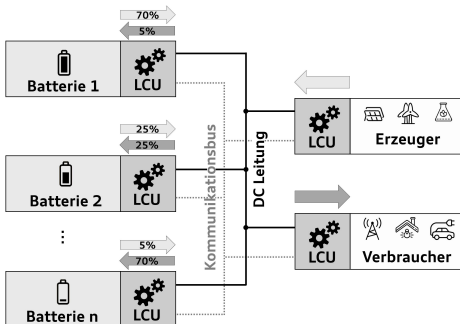 70%
5%
Batterie 1
LCU
25%
25%
Batterie 2
LCU
5%
70%
Batterie n
LCU
Kommunikationsbus
DC Leitung
LCU
Erzeuger
LCU
Verbraucher